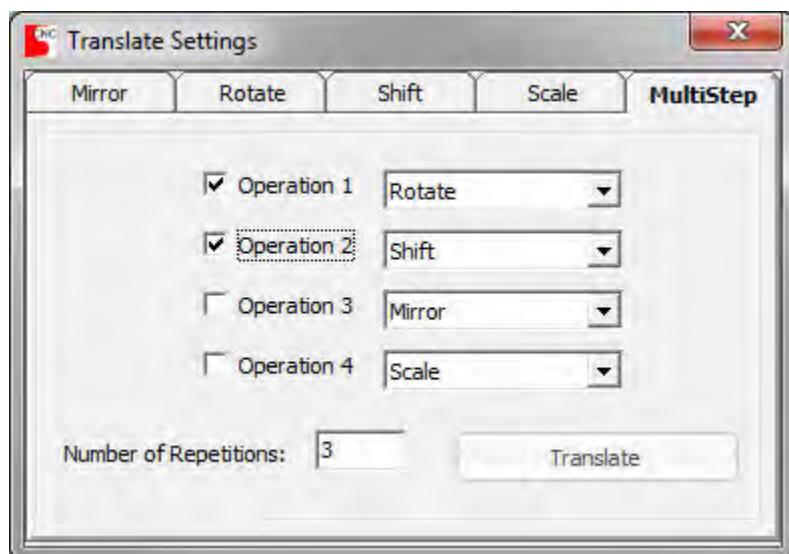 CNC
Translate Settings
Mirror Rotate Shift Scale MultiStep
Operation 1 Rotate
Operation 2 Shift
Operation 3 Mirror
Operation 4 Scale
Number of Repetitions: 3 Translate